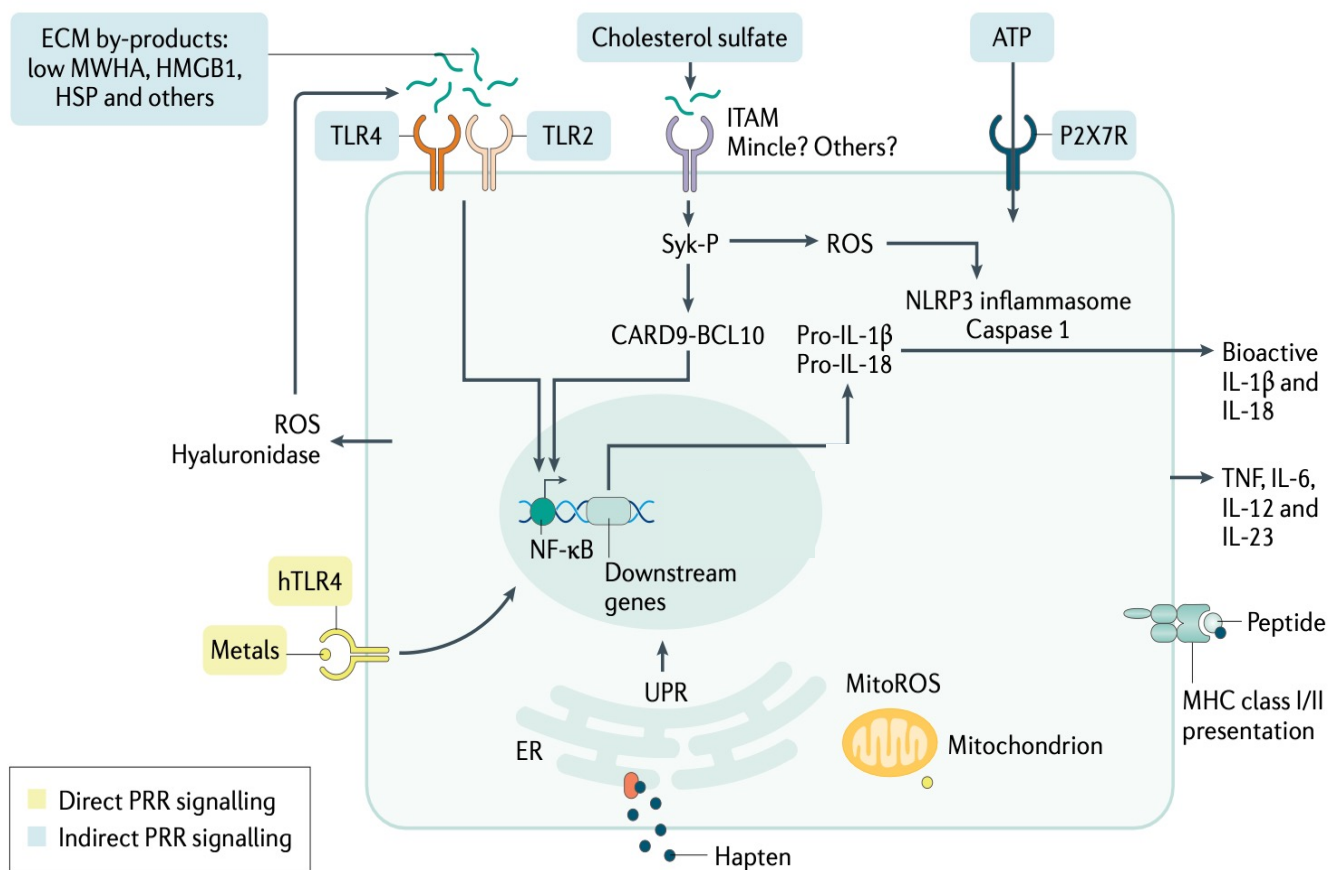 ECM by-products:
low MWHA, HMGB1,
HSP and others
Cholesterol sulfate
ATP
TLR4
TLR2
ITAM
Mincle? Others?
P2X7R
Syk-P
ROS
NLRP3 inflammasome
Caspase 1
CARD9-BCL10
Pro-IL-1β
Pro-IL-18
Bioactive
IL-1β and
IL-18
ROS
Hyaluronidase
TNF, IL-6,
IL-12 and
IL-23
NF-κB
Downstream
genes
hTLR4
Metals
Peptide
MHC class I/II
presentation
UPR
MitoROS
ER
Mitochondrion
Direct PRR signalling
Indirect PRR signalling
Hapten